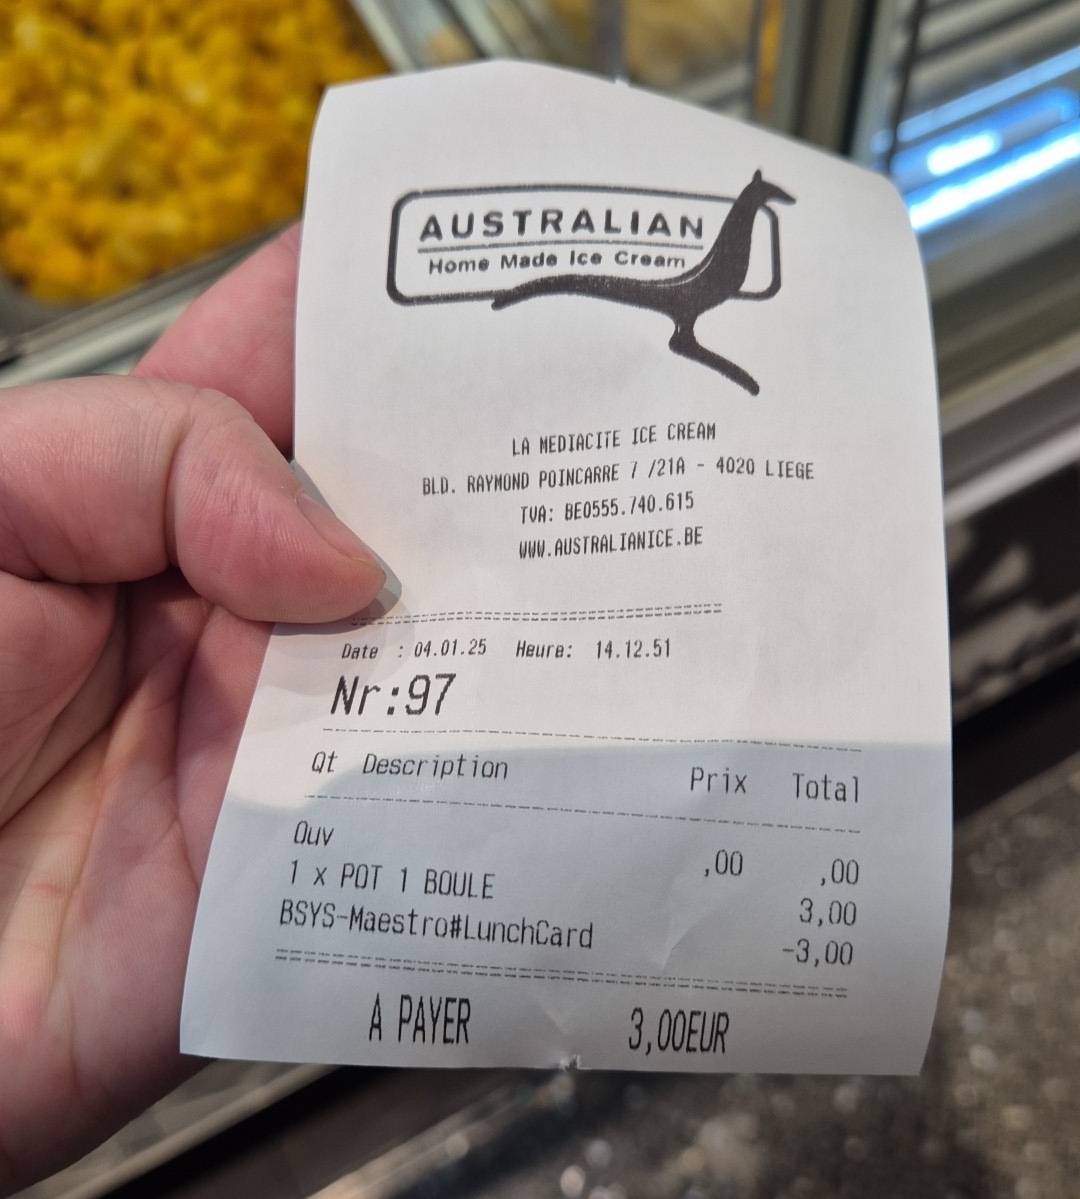 AUSTRALIAN
Home Made Ice Cream
LA MEDIACITE ICE CREAM
BLD. RAYMOND POINCARRE 7 /21A - 4020 LIEGE
TVA: BE0555.740.615
WWW.AUSTRALIANICE.BE
Date : 04.01.25 Heure: 14.12.51
Nr:97
Qt Description Prix Total
Ouv ,00 ,00
1 x POT 1 BOULE 3,00
BSYS-Maestro#LunchCard -3,00
A PAYER 3,00EUR